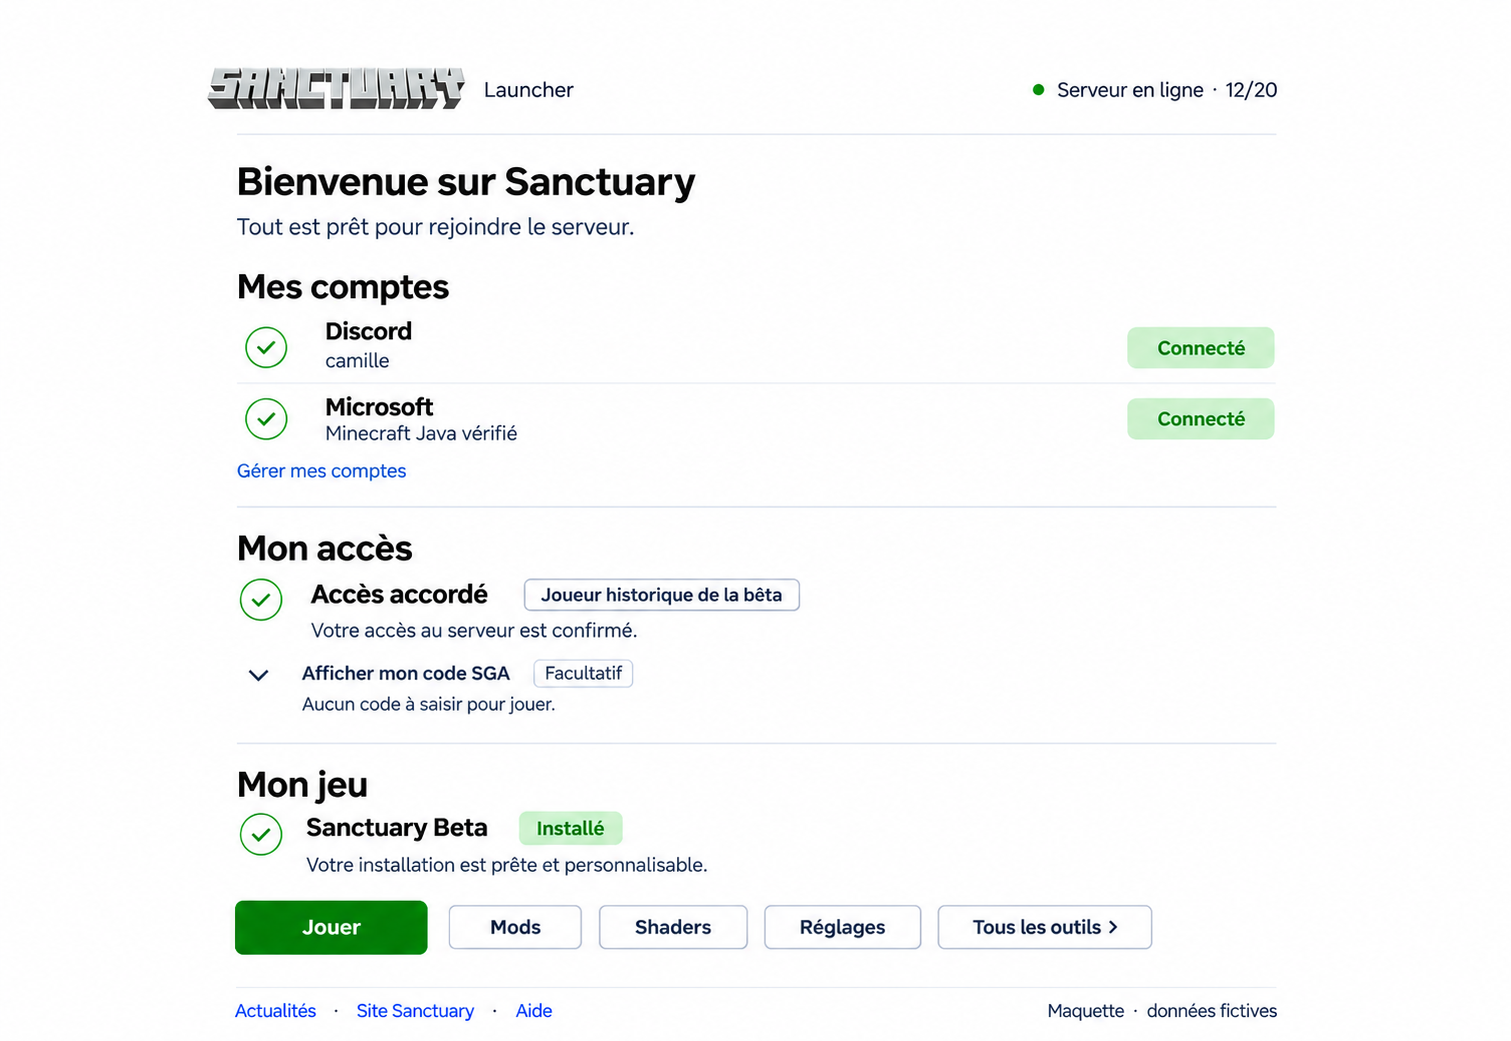 SANCTUARY Launcher
Serveur en ligne · 12/20
Bienvenue sur Sanctuary
Tout est prêt pour rejoindre le serveur.
Mes comptes
Discord
camille
Connecté
Microsoft
Minecraft Java vérifié
Connecté
Gérer mes comptes
Mon accès
Accès accordé
Joueur historique de la bêta
Votre accès au serveur est confirmé.
Afficher mon code SGA
Facultatif
Aucun code à saisir pour jouer.
Mon jeu
Sanctuary Beta
Installé
Votre installation est prête et personnalisable.
Jouer
Mods
Shaders
Réglages
Tous les outils >
Actualités · Site Sanctuary · Aide
Maquette · données fictives